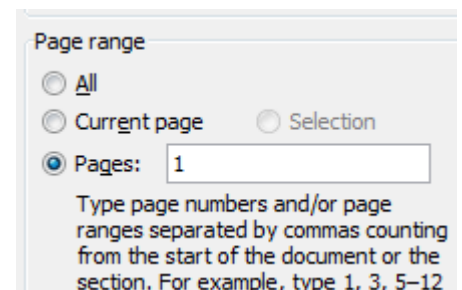 Page range
All
Current page Selection
Pages: 1
Type page numbers and/or page
ranges separated by commas counting
from the start of the document or the
section. For example, type 1, 3, 5–12